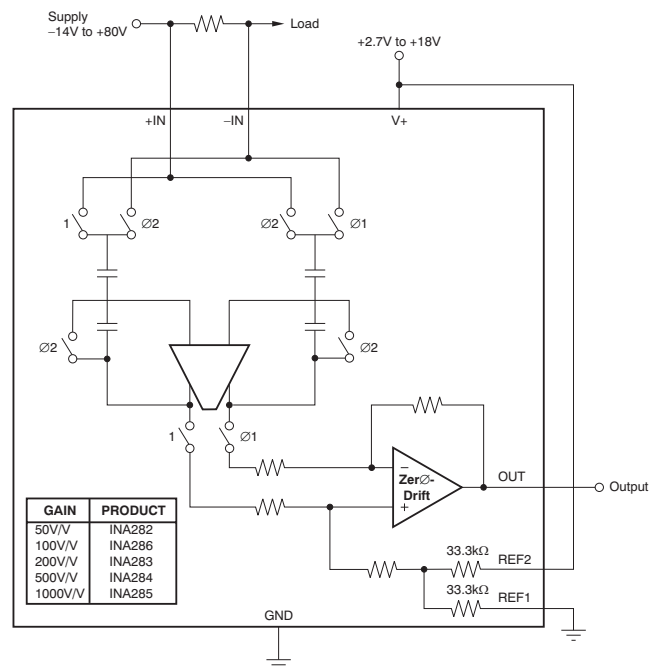 Supply
−14V to +80V
Load
+2.7V to +18V
+IN
−IN
V+
1
Ø2
Ø2
Ø1
Ø2
Ø2
1
Ø1
−
ZerØ-
Drift
+
OUT
Output
33.3kΩ
REF2
33.3kΩ
REF1
GAIN PRODUCT
50V/V INA282
100V/V INA286
200V/V INA283
500V/V INA284
1000V/V INA285
GND